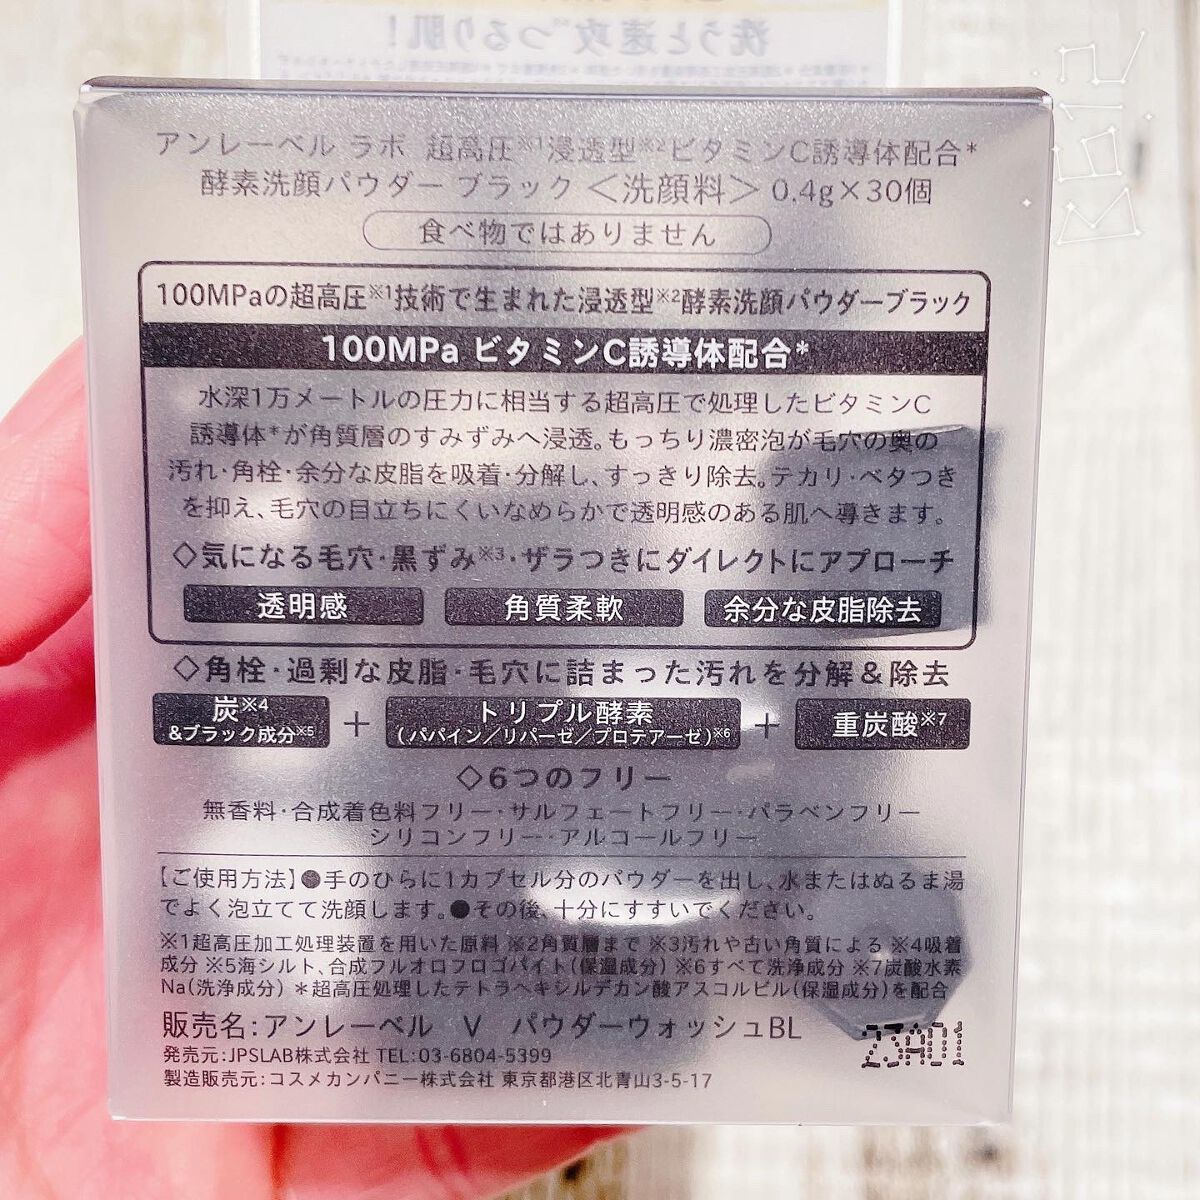 洗うと速攻※つるり肌!
アンレーベル ラボ 超高圧※1浸透型※2ビタミンC誘導体配合*
酵素洗顔パウダー ブラック <洗顔料> 0.4g×30個
食べ物ではありません
100MPaの超高圧※1技術で生まれた浸透型※2酵素洗顔パウダーブラック
100MPa ビタミンC誘導体配合*
水深1万メートルの圧力に相当する超高圧で処理したビタミンC
誘導体*が角質層のすみずみへ浸透。もっちり濃密泡が毛穴の奥の
汚れ・角栓・余分な皮脂を吸着・分解し、すっきり除去。テカリ・ベタつき
を抑え、毛穴の目立ちにくいなめらかで透明感のある肌へ導きます。
◇気になる毛穴・黒ずみ※3・ザラつきにダイレクトにアプローチ
透明感 角質柔軟 余分な皮脂除去
◇角栓・過剰な皮脂・毛穴に詰まった汚れを分解&除去
炭※4 + トリプル酵素 + 重炭酸※7
&ブラック成分※5 (パパイン/リパーゼ/プロテアーゼ)※6
◇6つのフリー
無香料・合成着色料フリー・サルフェートフリー・パラベンフリー
シリコンフリー・アルコールフリー
【ご使用方法】●手のひらに1カプセル分のパウダーを出し、水またはぬるま湯
でよく泡立てて洗顔します。●その後、十分にすすいでください。
※1超高圧加工処理装置を用いた原料 ※2角質層まで ※3汚れや古い角質による ※4吸着
成分 ※5海シルト、合成フルオロフロゴパイト(保湿成分) ※6すべて洗浄成分 ※7炭酸水素
Na(洗浄成分) *超高圧処理したテトラヘキシルデカン酸アスコルビル(保湿成分)を配合
販売名:アンレーベル V パウダーウォッシュBL
23A01
発売元:JPSLAB株式会社 TEL:03-6804-5399
製造販売元:コスメカンパニー株式会社 東京都港区北青山3-5-17